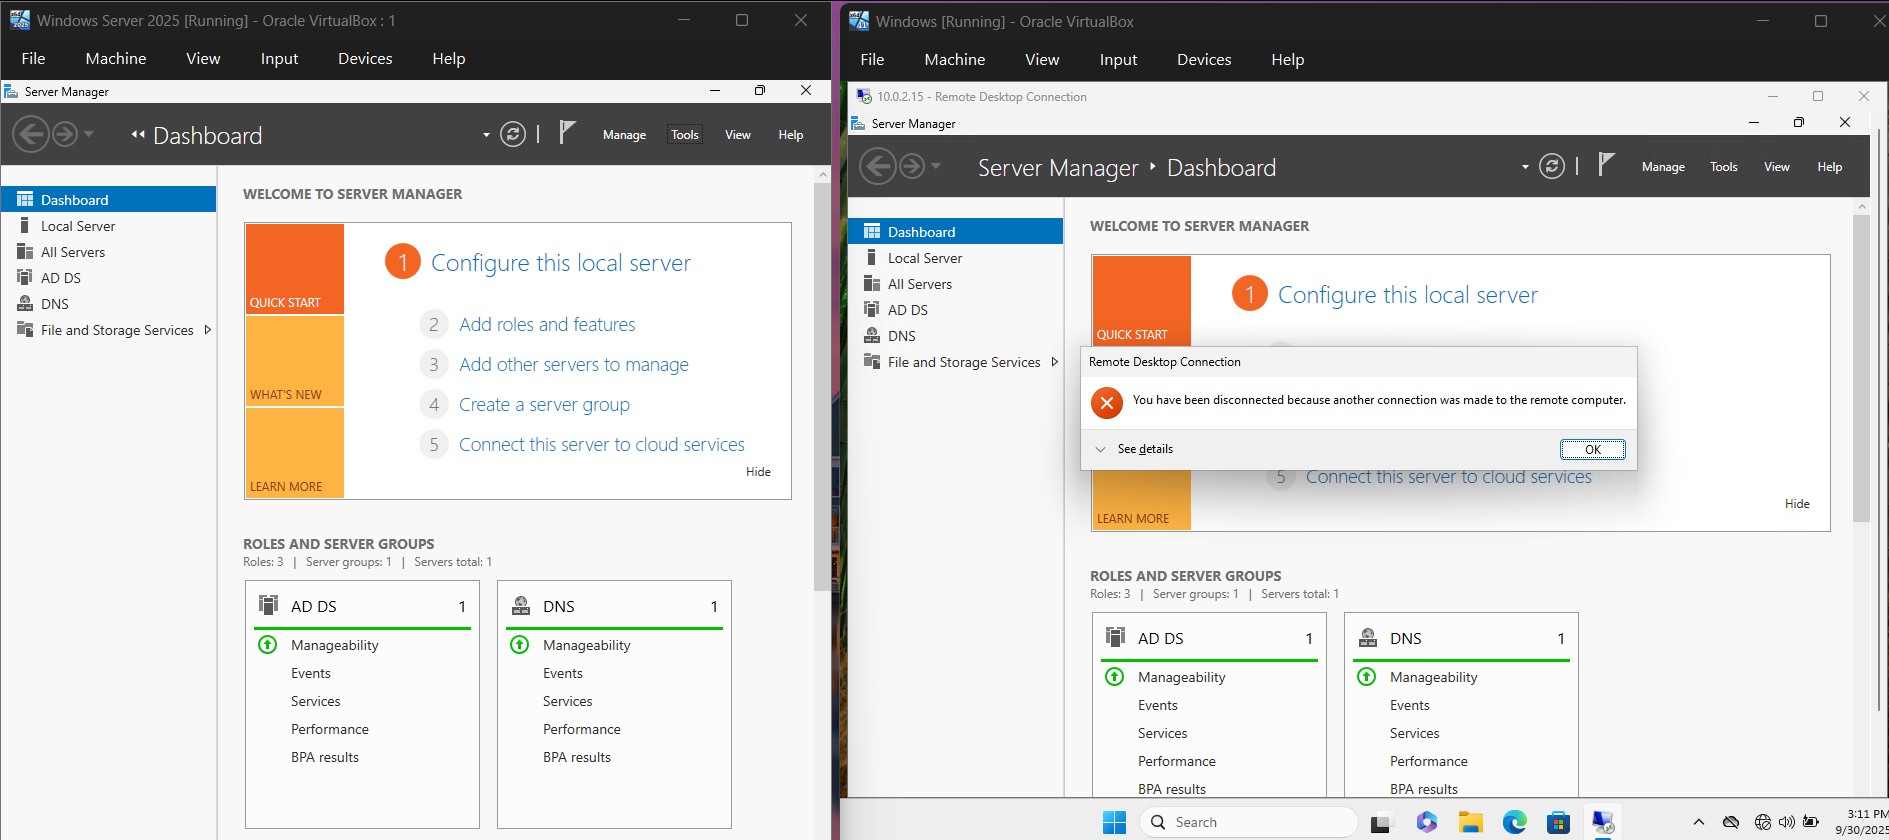 Windows Server 2025 [Running] - Oracle VirtualBox : 1
File Machine View Input Devices Help
Server Manager
Dashboard
Manage Tools View Help
Dashboard
Local Server
All Servers
AD DS
DNS
File and Storage Services
WELCOME TO SERVER MANAGER
QUICK START
WHAT'S NEW
LEARN MORE
1 Configure this local server
2 Add roles and features
3 Add other servers to manage
4 Create a server group
5 Connect this server to cloud services
Hide
ROLES AND SERVER GROUPS
Roles: 3 | Server groups: 1 | Servers total: 1
AD DS 1
Manageability
Events
Services
Performance
BPA results
DNS 1
Manageability
Events
Services
Performance
BPA results
Windows [Running] - Oracle VirtualBox
File Machine View Input Devices Help
10.0.2.15 - Remote Desktop Connection
Server Manager
Server Manager Dashboard
Manage Tools View Help
Dashboard
Local Server
All Servers
AD DS
DNS
File and Storage Services
WELCOME TO SERVER MANAGER
QUICK START
1 Configure this local server
Remote Desktop Connection
You have been disconnected because another connection was made to the remote computer.
See details
OK
5 Connect this server to cloud services
LEARN MORE
Hide
ROLES AND SERVER GROUPS
Roles: 3 | Server groups: 1 | Servers total: 1
AD DS 1
Manageability
Events
Services
Performance
BPA results
DNS 1
Manageability
Events
Services
Performance
BPA results
Search
3:11 PM
9/30/2025